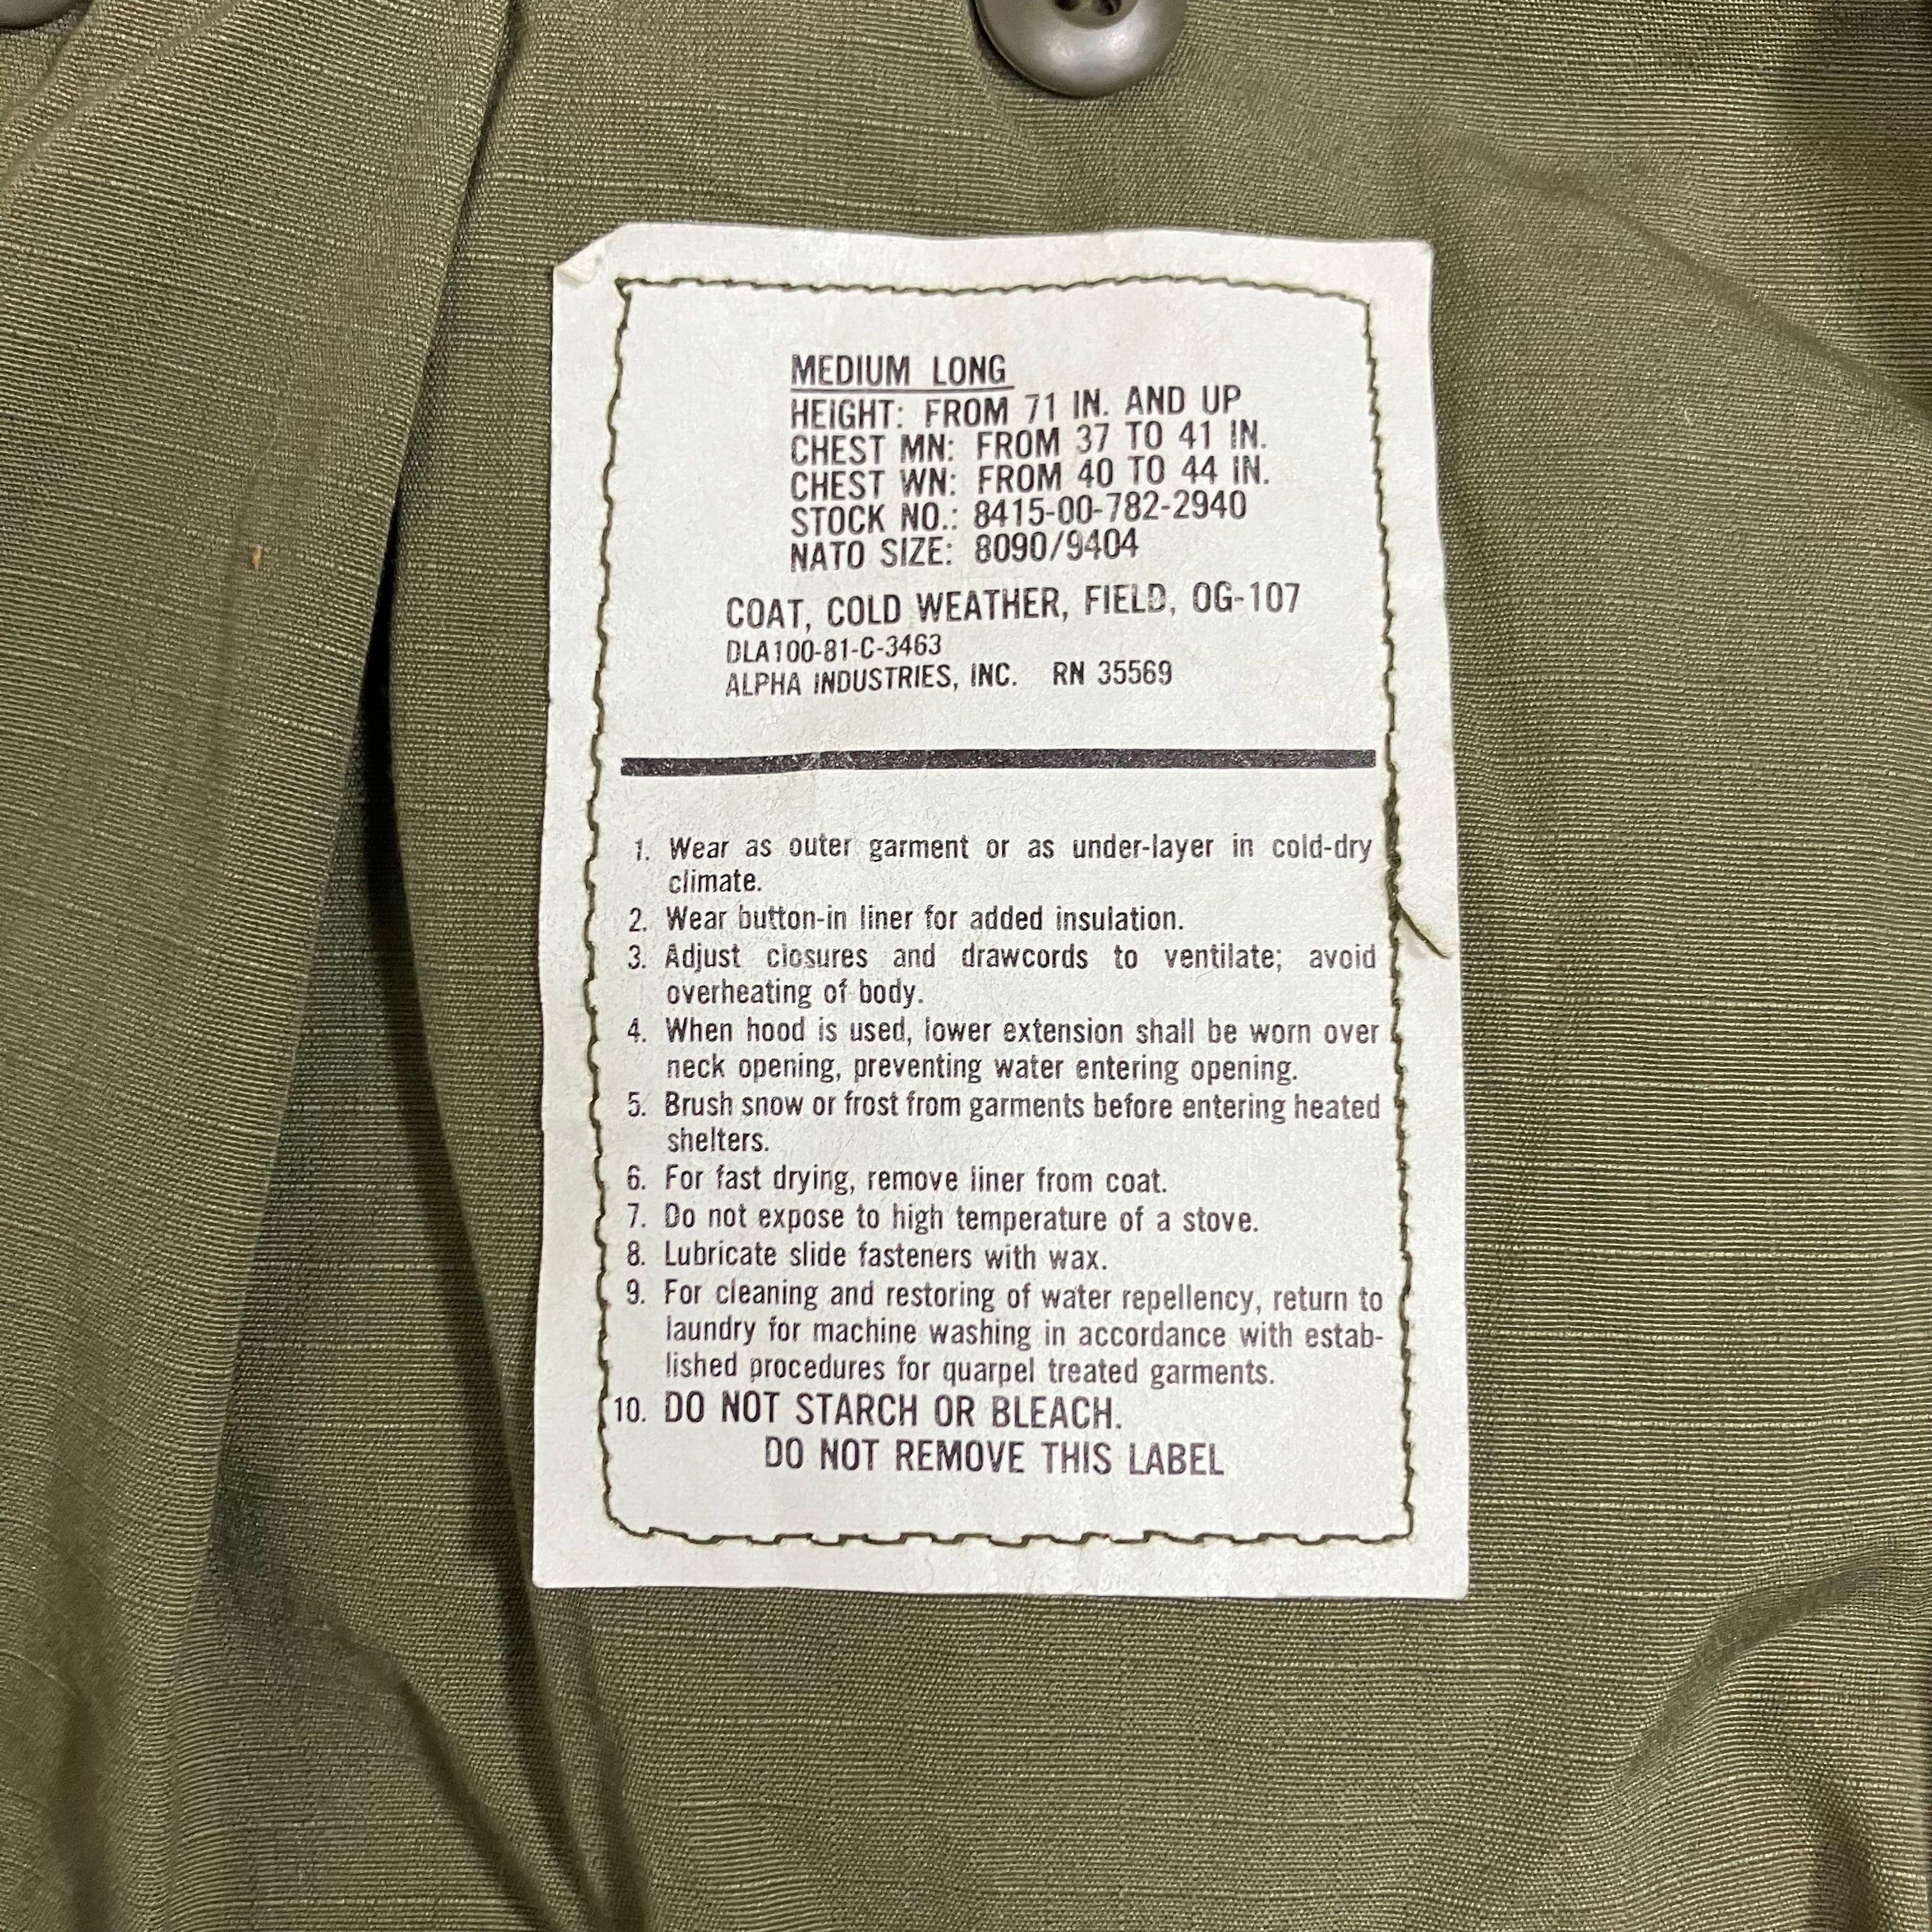 MEDIUM LONG
HEIGHT: FROM 71 IN. AND UP
CHEST MN: FROM 37 TO 41 IN.
CHEST WN: FROM 40 TO 44 IN.
STOCK NO.: 8415-00-782-2940
NATO SIZE: 8090/9404
COAT, COLD WEATHER, FIELD, OG-107
DLA100-81-C-3463
ALPHA INDUSTRIES, INC. RN 35569
1. Wear as outer garment or as under-layer in cold-dry
climate.
2. Wear button-in liner for added insulation.
3. Adjust closures and drawcords to ventilate; avoid
overheating of body.
4. When hood is used, lower extension shall be worn over
neck opening, preventing water entering opening.
5. Brush snow or frost from garments before entering heated
shelters.
6. For fast drying, remove liner from coat.
7. Do not expose to high temperature of a stove.
8. Lubricate slide fasteners with wax.
9. For cleaning and restoring of water repellency, return to
laundry for machine washing in accordance with estab-
lished procedures for quarpel treated garments.
10. DO NOT STARCH OR BLEACH.
DO NOT REMOVE THIS LABEL